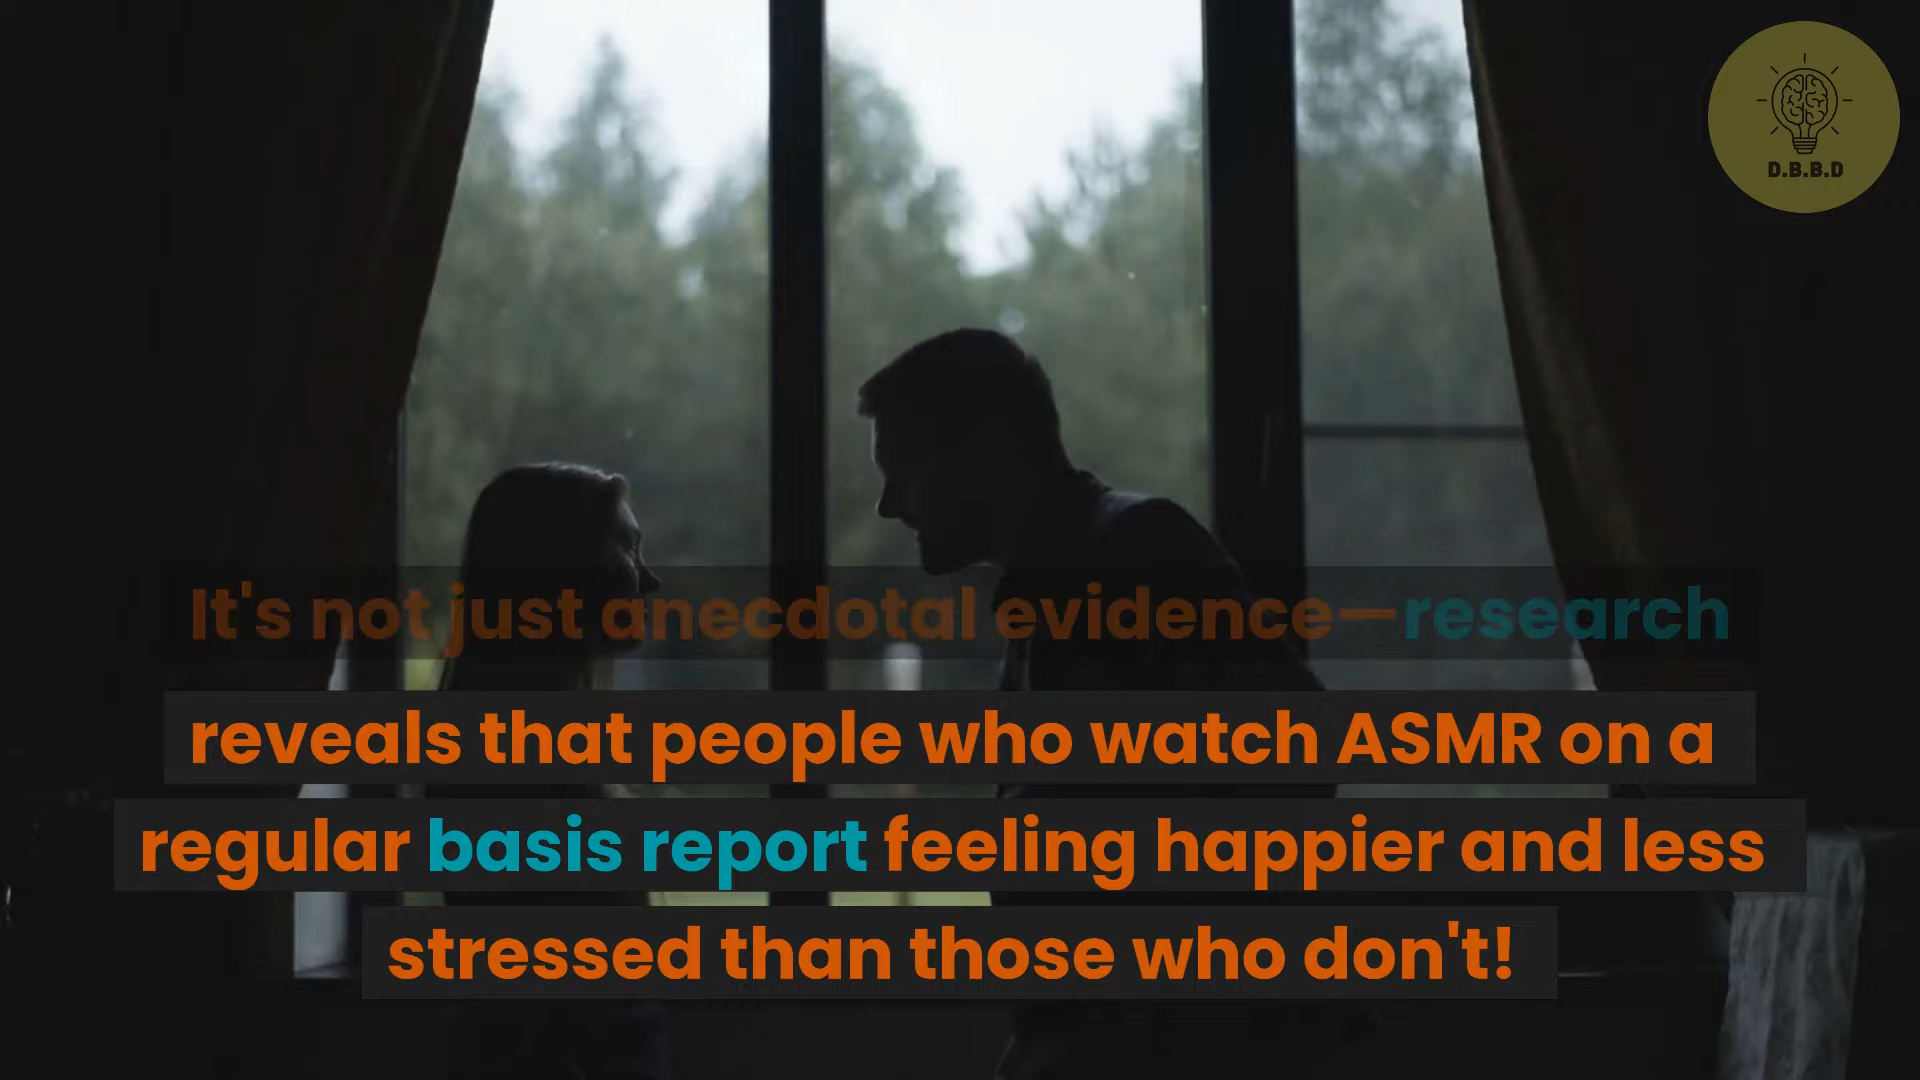 D.B.B.D
It's not just anecdotal evidence—research
reveals that people who watch ASMR on a
regular basis report feeling happier and less
stressed than those who don't!